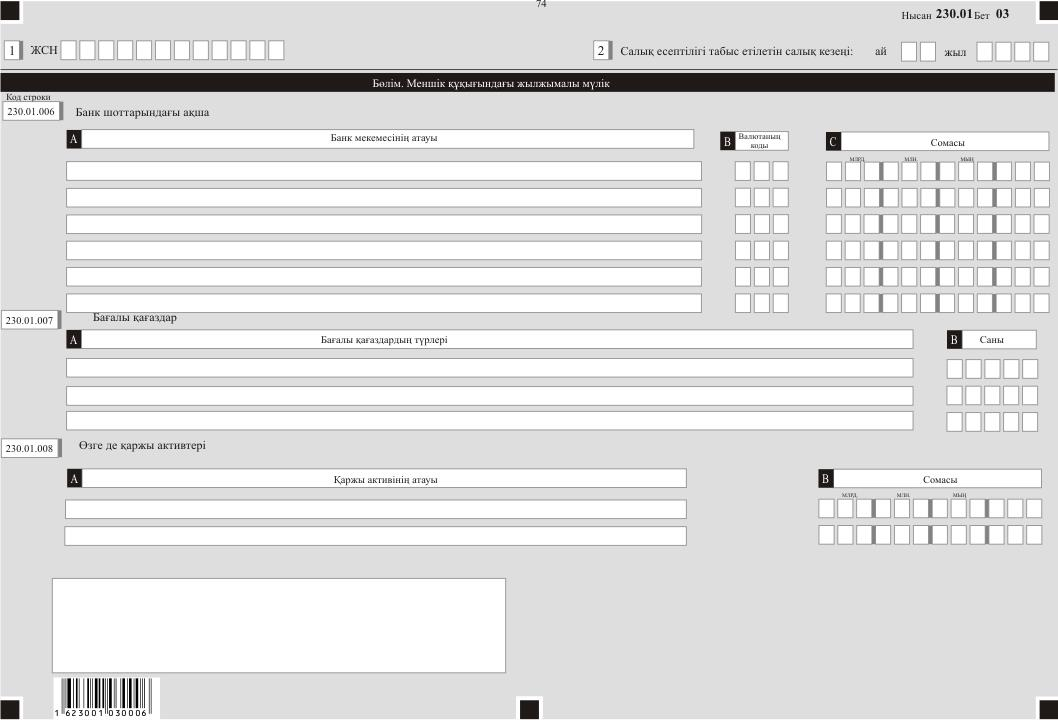 74
Нысан 230.01 Бет 03
1 ЖСН
2 Салық есептілігі табыс етілетін салық кезеңі: ай жыл
Бөлім. Меншік құқығындағы жылжымалы мүлік
Код строки
230.01.006 Банк шоттарындағы ақша
A Банк мекемесінің атауы
B Валютаның
коды
C Сомасы
млрд. млн. мың
230.01.007 Бағалы қағаздар
A Бағалы қағаздардың түрлері
B Саны
230.01.008 Өзге де қаржы активтері
A Қаржы активінің атауы
B Сомасы
млрд. млн. мың
1 623001 030006